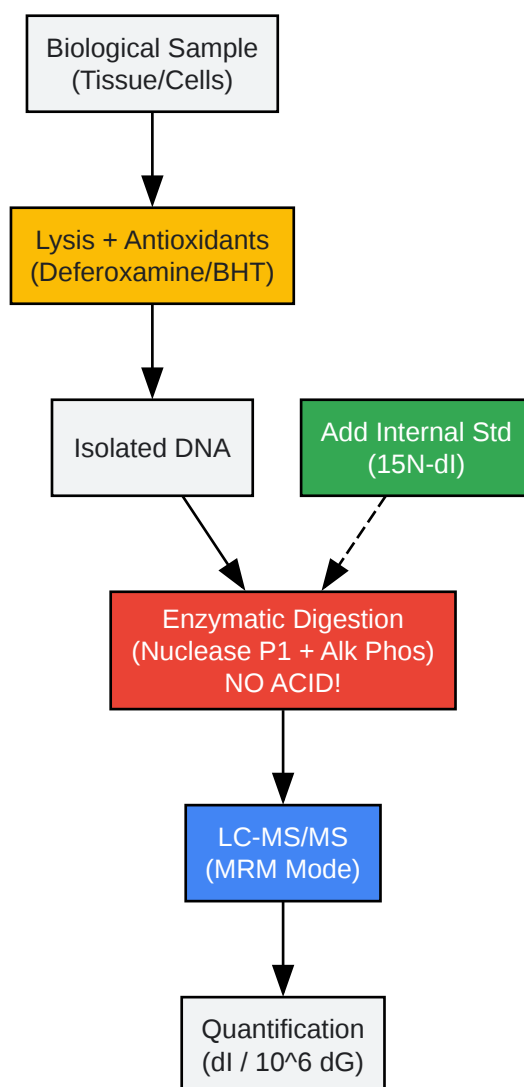 Biological Sample
(Tissue/Cells)
Lysis + Antioxidants
(Deferoxamine/BHT)
Isolated DNA
Add Internal Std
(15N-dI)
Enzymatic Digestion
(Nuclease P1 + Alk Phos)
NO ACID!
LC-MS/MS
(MRM Mode)
Quantification
(dI / 10^6 dG)